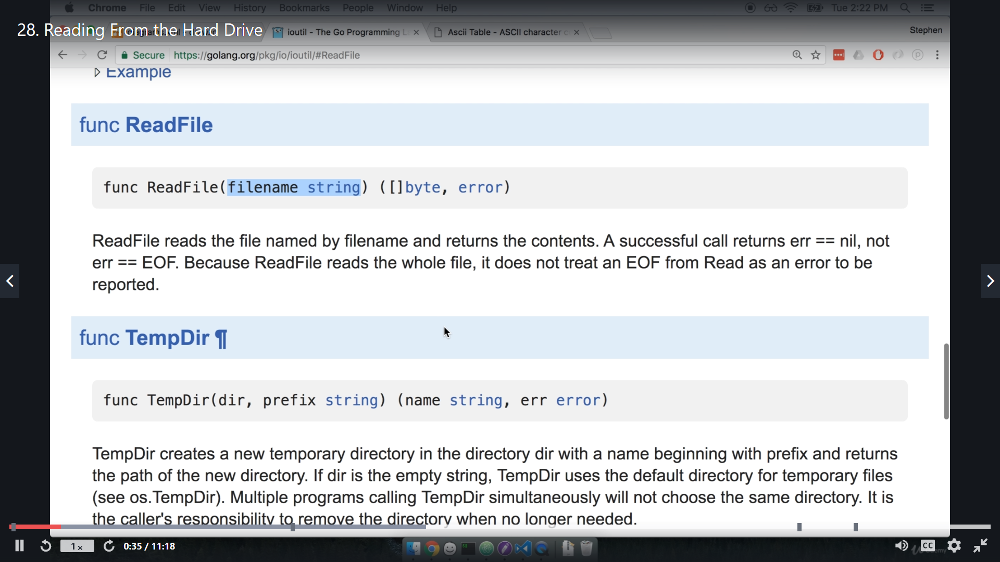 Chrome File Edit View History Bookmarks People Window Help Tue 2:22 PM
28. Reading From the Hard Drive
ioutil - The Go Programming L
Ascii Table - ASCII character c
Stephen
Secure https://golang.org/pkg/io/ioutil/#ReadFile
Example
func ReadFile
func ReadFile(filename string) ([]byte, error)
ReadFile reads the file named by filename and returns the contents. A successful call returns err == nil, not
err == EOF. Because ReadFile reads the whole file, it does not treat an EOF from Read as an error to be
reported.
func TempDir ¶
func TempDir(dir, prefix string) (name string, err error)
TempDir creates a new temporary directory in the directory dir with a name beginning with prefix and returns
the path of the new directory. If dir is the empty string, TempDir uses the default directory for temporary files
(see os.TempDir). Multiple programs calling TempDir simultaneously will not choose the same directory. It is
the caller's responsibility to remove the directory when no longer needed.
1x 0:35 / 11:18 CC